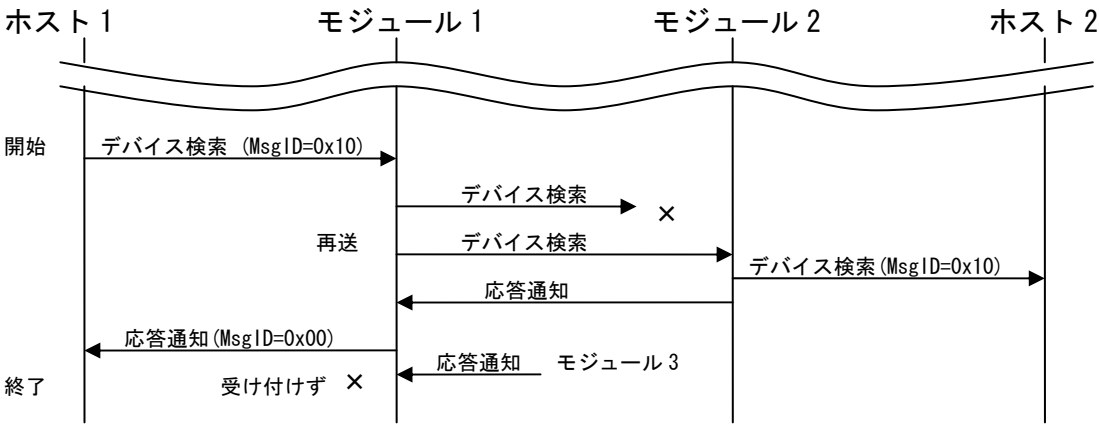 ホスト1 モジュール1 モジュール2 ホスト2
開始 デバイス検索 (MsgID=0x10)
デバイス検索 ×
再送 デバイス検索
デバイス検索(MsgID=0x10)
応答通知
応答通知(MsgID=0x00)
応答通知 モジュール3
終了 受け付けず ×